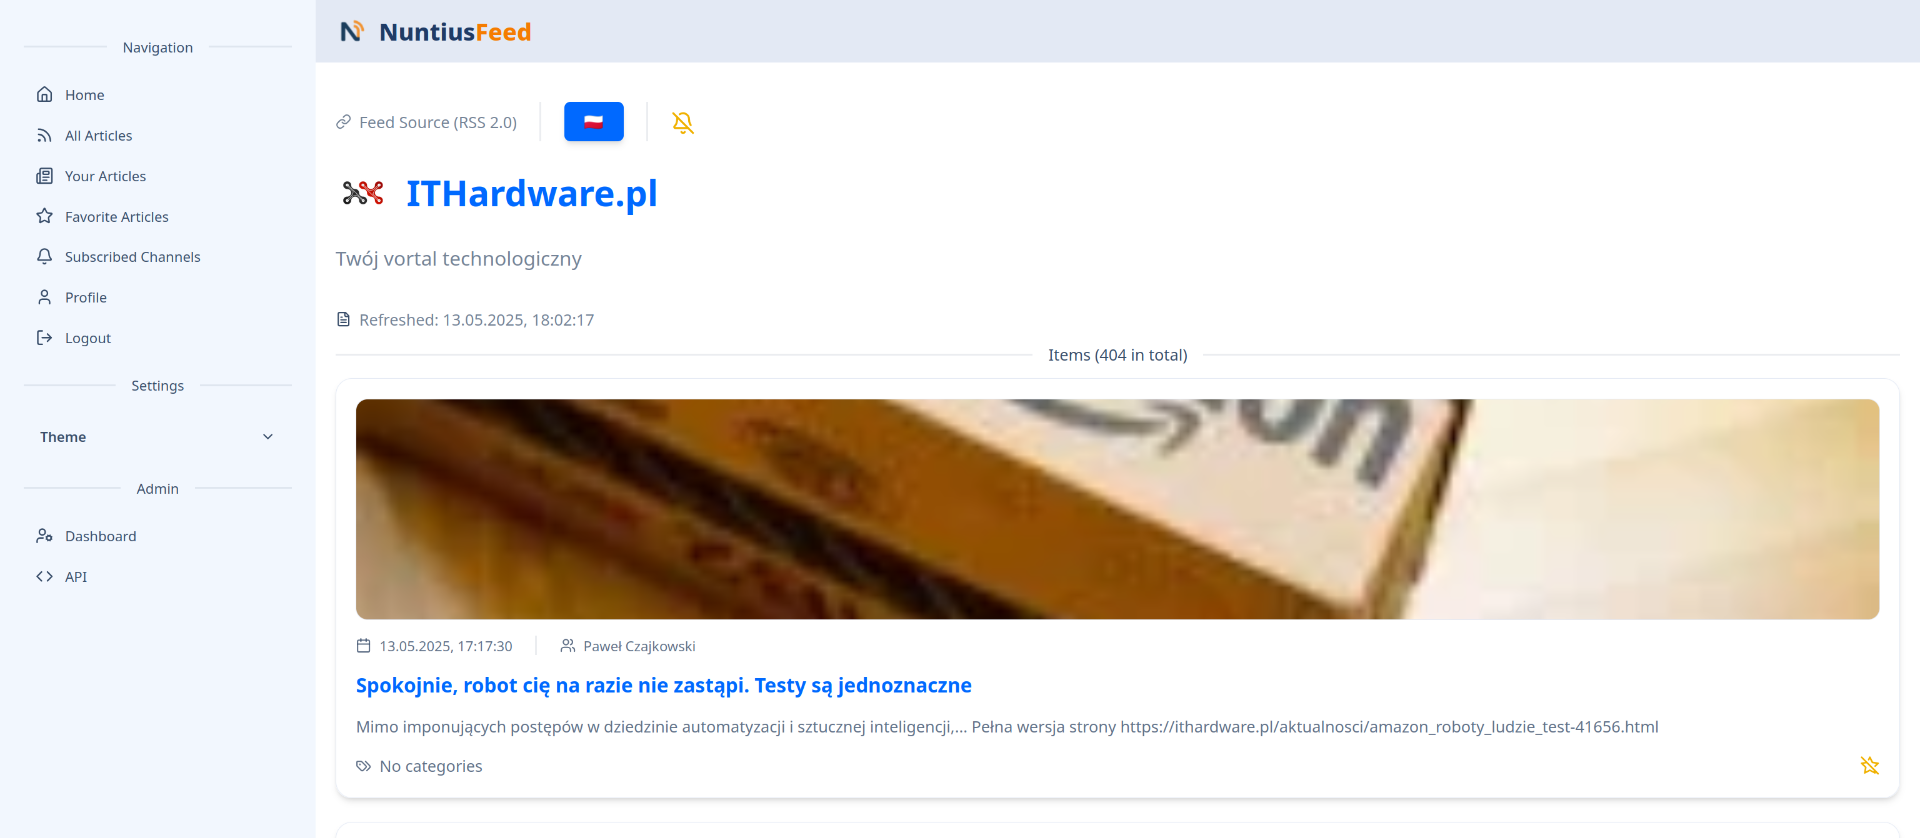 Navigation
Home
All Articles
Your Articles
Favorite Articles
Subscribed Channels
Profile
Logout
Settings
Theme
Admin
Dashboard
API
NuntiusFeed
Feed Source (RSS 2.0)
ITHardware.pl
Twój vortal technologiczny
Refreshed: 13.05.2025, 18:02:17
Items (404 in total)
on
13.05.2025, 17:17:30
Paweł Czajkowski
Spokojnie, robot cię na razie nie zastąpi. Testy są jednoznaczne
Mimo imponujących postępów w dziedzinie automatyzacji i sztucznej inteligencji,... Pełna wersja strony https://ithardware.pl/aktualnosci/amazon_roboty_ludzie_test-41656.html
No categories